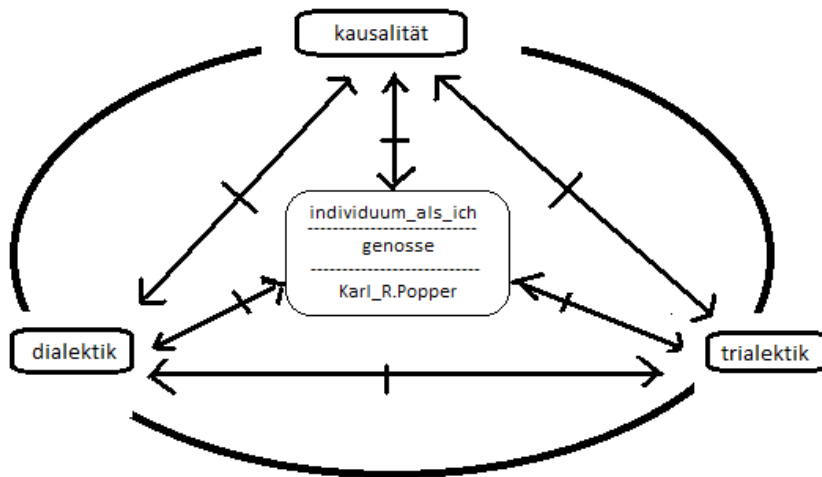 kausalität
individuum_als_ich
genosse
Karl_R.Popper
dialektik
trialektik